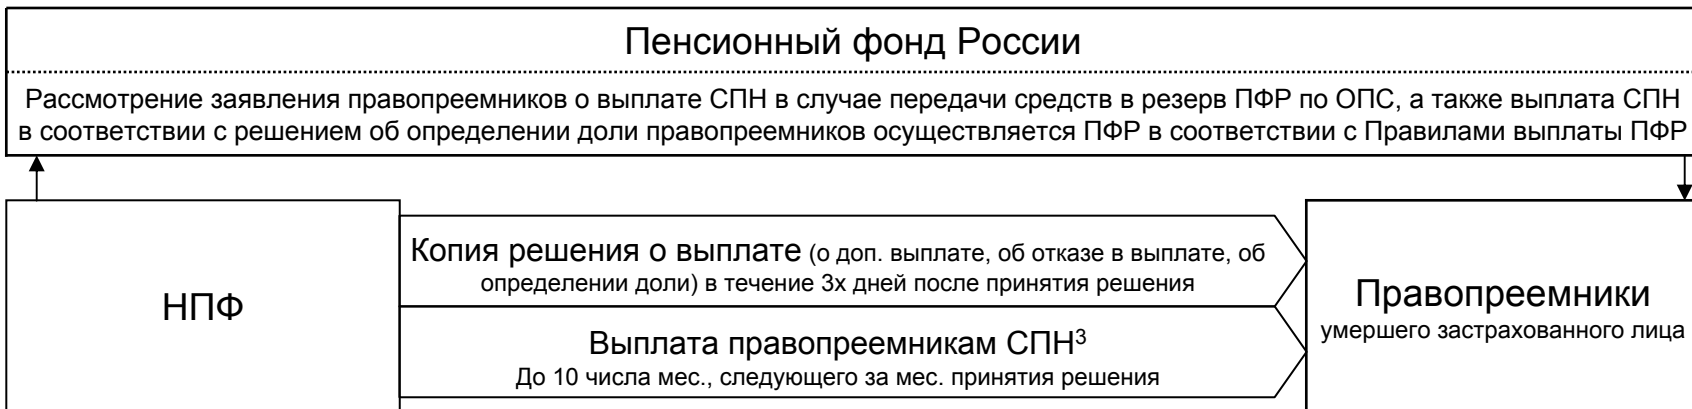 Пенсионный фонд России
Рассмотрение заявления правопреемников о выплате СПН в случае передачи средств в резерв ПФР по ОПС, а также выплата СПН
в соответствии с решением об определении доли правопреемников осуществляется ПФР в соответствии с Правилами выплаты ПФР
НПФ
Копия решения о выплате (о доп. выплате, об отказе в выплате, об
определении доли) в течение 3х дней после принятия решения
Выплата правопреемникам СПН³
До 10 числа мес., следующего за мес. принятия решения
Правопреемники
умершего застрахованного лица